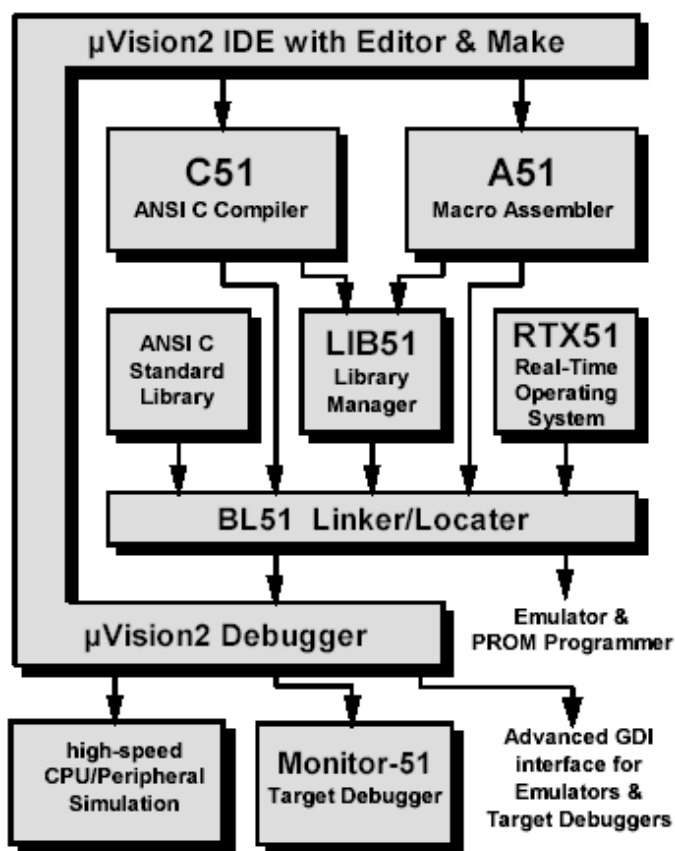 µVision2 IDE with Editor & Make
C51
ANSI C Compiler
A51
Macro Assembler
ANSI C
Standard
Library
LIB51
Library
Manager
RTX51
Real-Time
Operating
System
BL51 Linker/Locater
Emulator &
PROM Programmer
µVision2 Debugger
high-speed
CPU/Peripheral
Simulation
Monitor-51
Target Debugger
Advanced GDI
interface for
Emulators &
Target Debuggers